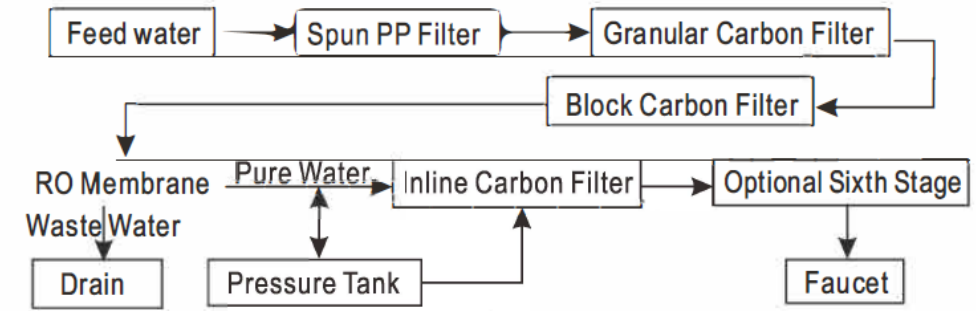 Feed water
Spun PP Filter
Granular Carbon Filter
Block Carbon Filter
RO Membrane
Pure Water
Inline Carbon Filter
Optional Sixth Stage
Waste Water
Drain
Pressure Tank
Faucet